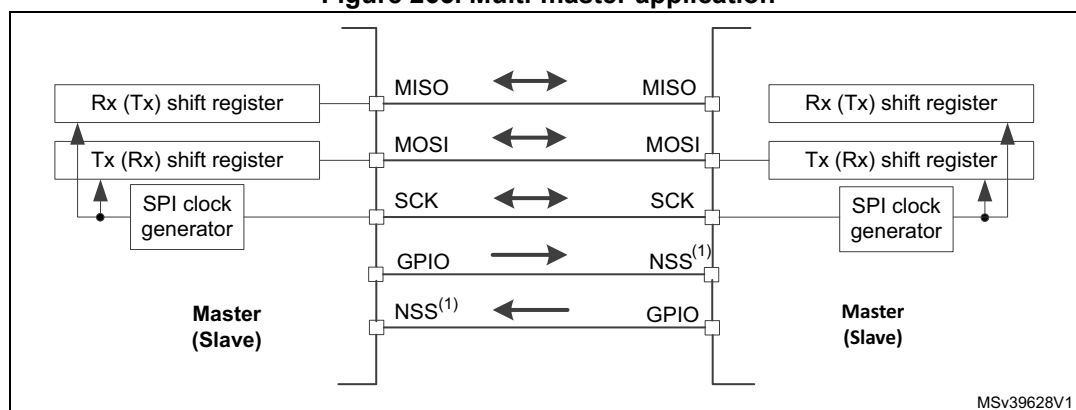 Figure Multi-master application
MISO MISO
Rx (Tx) shift register Rx (Tx) shift register
MOSI MOSI
Tx (Rx) shift register Tx (Rx) shift register
SCK SCK
SPI clock generator SPI clock generator
GPIO NSS(1)
NSS(1) GPIO
Master Master
(Slave) (Slave)
MSv39628V1